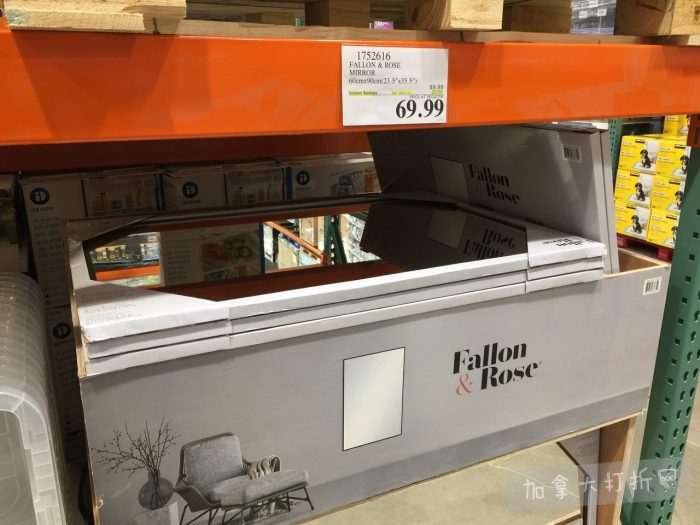 1752616
FALLON & ROSE
MIRROR
60cmx90cm(23.5"x35.5")
69.99
Fallon
& Rose
Fallon
& Rose
加拿大打折网